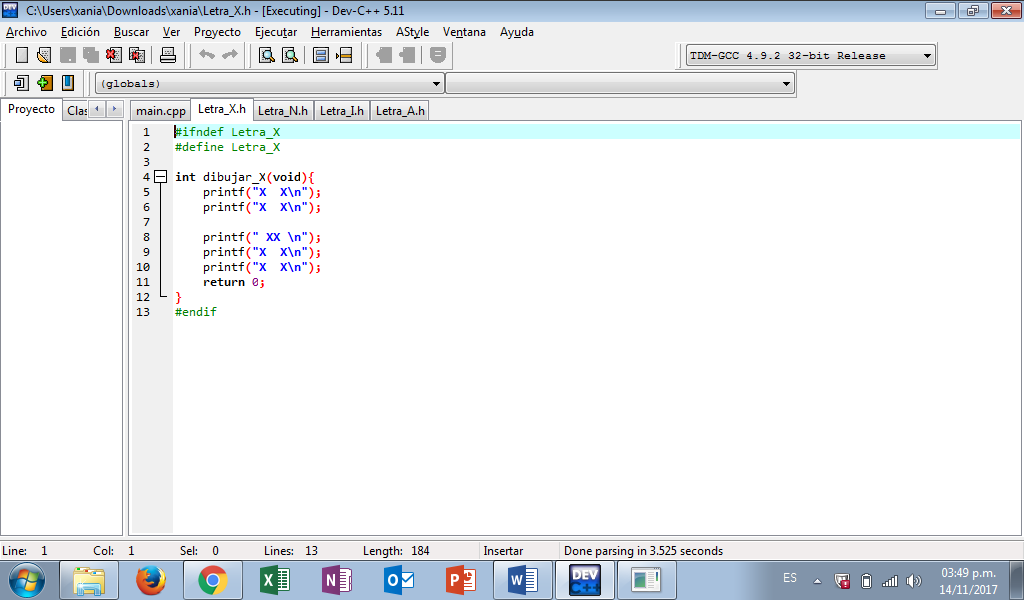 C:\Users\xania\Downloads\xania\Letra_X.h - [Executing] - Dev-C++ 5.11
Archivo Edición Buscar Ver Proyecto Ejecutar Herramientas AStyle Ventana Ayuda
TDM-GCC 4.9.2 32-bit Release
(globals)
Proyecto Clas main.cpp Letra_X.h Letra_N.h Letra_I.h Letra_A.h
1 #ifndef Letra_X
2 #define Letra_X
3
4 int dibujar_X(void){
5     printf("X  X\n");
6     printf("X  X\n");
7
8     printf(" XX \n");
9     printf("X  X\n");
10     printf("X  X\n");
11     return 0;
12 }
13 #endif
Line: 1 Col: 1 Sel: 0 Lines: 13 Length: 184 Insertar Done parsing in 3.525 seconds
DEV C++ ES 03:49 p.m.
14/11/2017